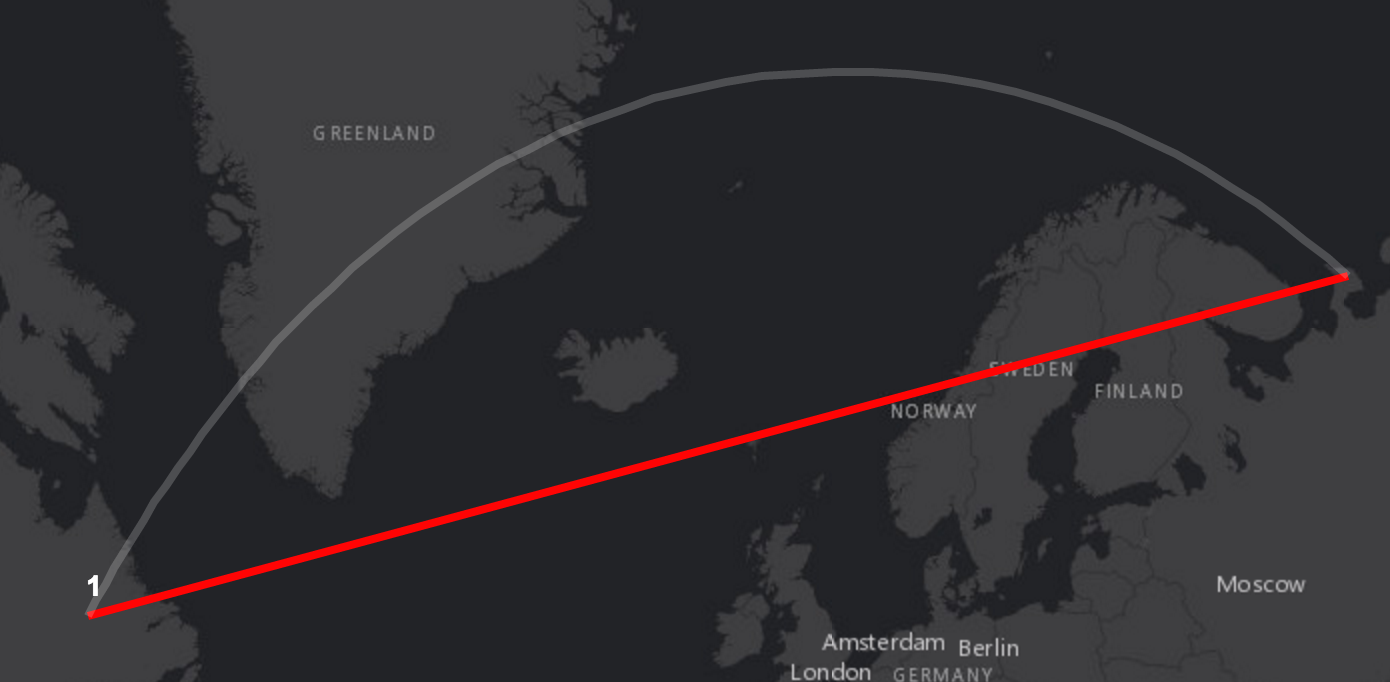 GREENLAND
SWEDEN
FINLAND
NORWAY
1
Moscow
Amsterdam
Berlin
London
GERMANY